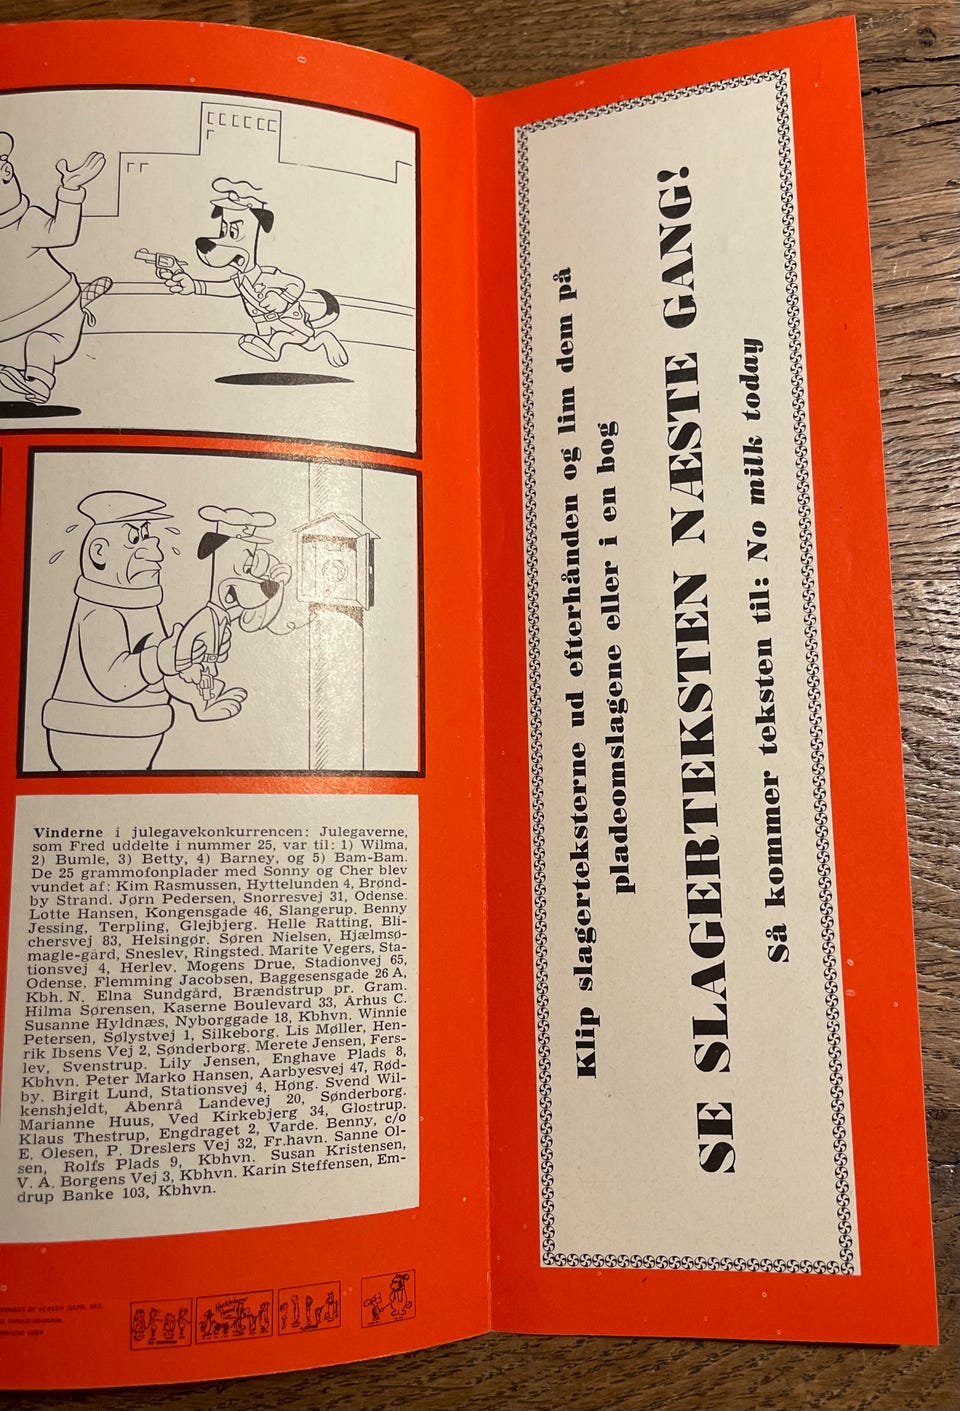 Vinderne i julegavekonkurrencen: Julegaverne,
som Fred uddelte i nummer 25, var til: 1) Wilma,
2) Bumle, 3) Betty, 4) Barney, og 5) Bam-Bam.
De 25 grammofonplader med Sonny og Cher blev
vundet af: Kim Rasmussen, Hyttelunden 4, Brønd-
by Strand. Jørn Pedersen, Snorresvej 31, Odense.
Lotte Hansen, Kongensgade 46, Slangerup. Benny
Jessing, Terpling, Glejbjerg. Helle Ratting, Bli-
chersvej 83, Helsingør. Søren Nielsen, Hjælmsø-
magle-gård, Sneslev, Ringsted. Marite Vegers, Sta-
tionsvej 4, Herlev. Mogens Drue, Stadionvej 65,
Odense. Flemming Jacobsen, Baggesensgade 26 A,
Kbh. N. Elna Sundgård, Brændstrup pr. Gram.
Hilma Sørensen, Kaserne Boulevard 33, Århus C.
Susanne Hyldnæs, Nyborggade 18, Kbhvn. Winnie
Petersen, Sølystvej 1, Silkeborg. Lis Møller, Hen-
rik Ibsens Vej 2, Sønderborg. Merete Jensen, Fers-
lev, Svenstrup. Lily Jensen, Enghave Plads 8,
Kbhvn. Peter Marko Hansen, Aarbyesvej 47, Rød-
by. Birgit Lund, Stationsvej 4, Høng. Svend Wil-
kenshjeldt, Abenrå Landevej 20, Sønderborg.
Marianne Huus, Ved Kirkebjerg 34, Glostrup.
Klaus Thestrup, Engdraget 2, Varde. Benny, c/o
E. Olesen, P. Dreslers Vej 32, Fr.havn. Sanne Ol-
sen, Rolfs Plads 9, Kbhvn. Susan Kristensen,
V. A. Borgens Vej 3, Kbhvn. Karin Steffensen, Em-
drup Banke 103, Kbhvn.
Klip slagerteksterne ud efterhånden og lim dem på
pladeomslagene eller i en bog
SE SLAGERTEKSTEN NÆSTE GANG!
Så kommer teksten til: No milk today